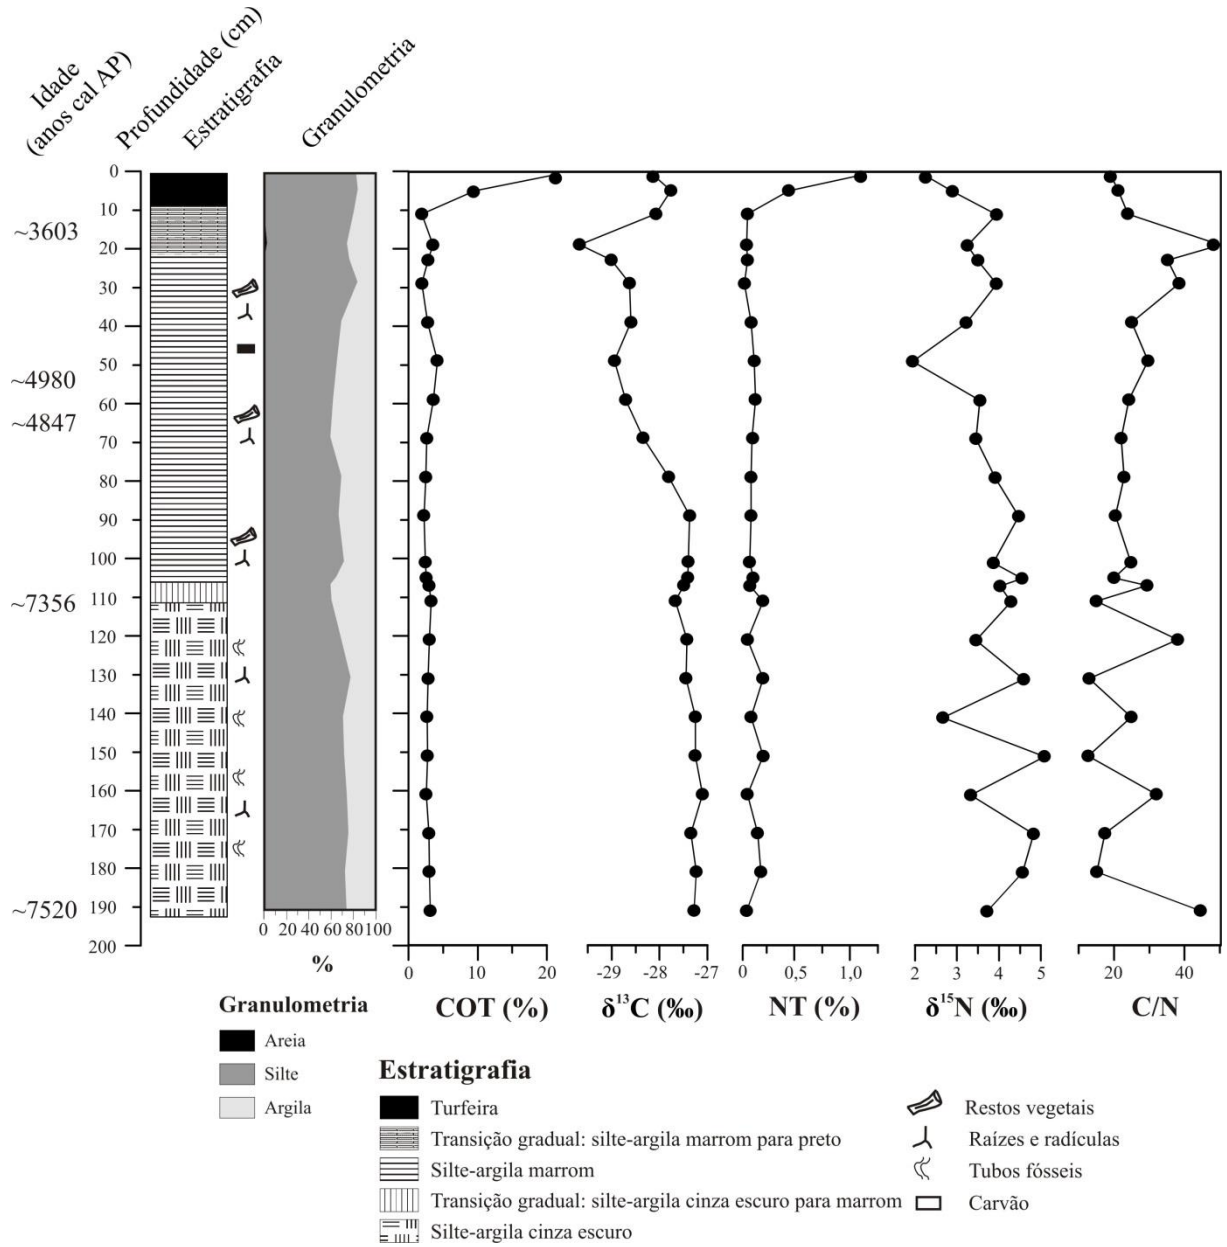 Idade
(anos cal AP)
Profundidade (cm)
Estratigrafia
Granulometria
~3603
~4980
~4847
~7356
~7520
0
10
20
30
40
50
60
70
80
90
100
110
120
130
140
150
160
170
180
190
200
0 20 40 60 80 100
%
0 10 20
COT (%)
-29 -28 -27
δ¹³C (‰)
0 0,5 1,0
NT (%)
2 3 4 5
δ¹⁵N (‰)
20 40
C/N
Granulometria
Areia
Silte
Argila
Estratigrafia
Turfeira
Transição gradual: silte-argila marrom para preto
Silte-argila marrom
Transição gradual: silte-argila cinza escuro para marrom
Silte-argila cinza escuro
Restos vegetais
Raízes e radículas
Tubos fósseis
Carvão